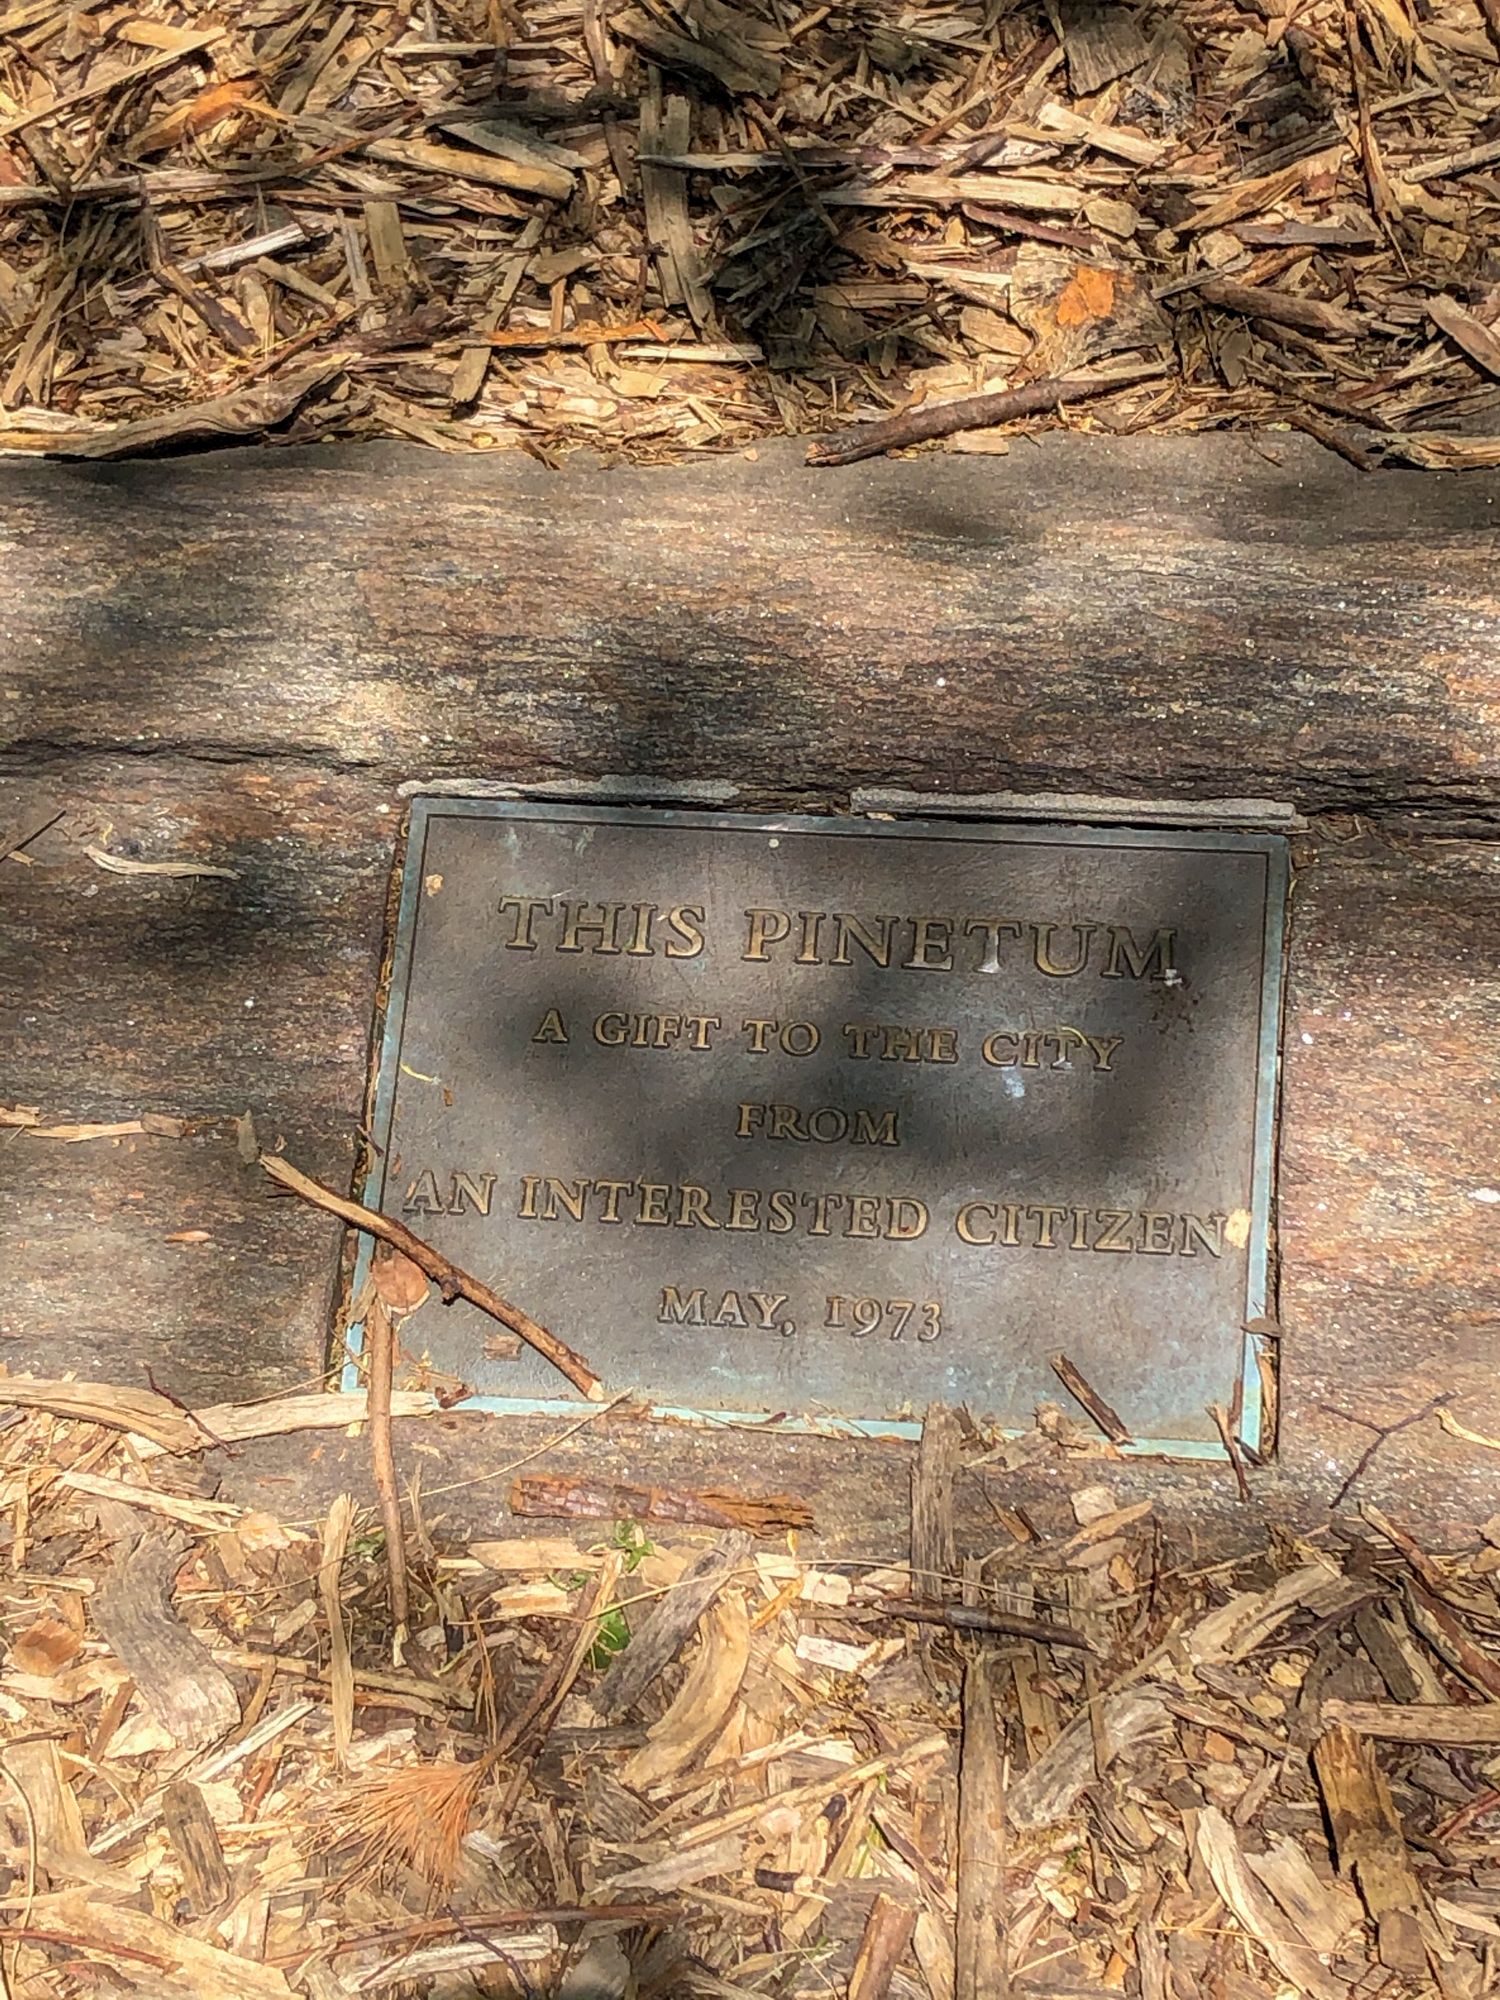 THIS PINETUM
A GIFT TO THE CITY
FROM
AN INTERESTED CITIZEN
MAY, 1973